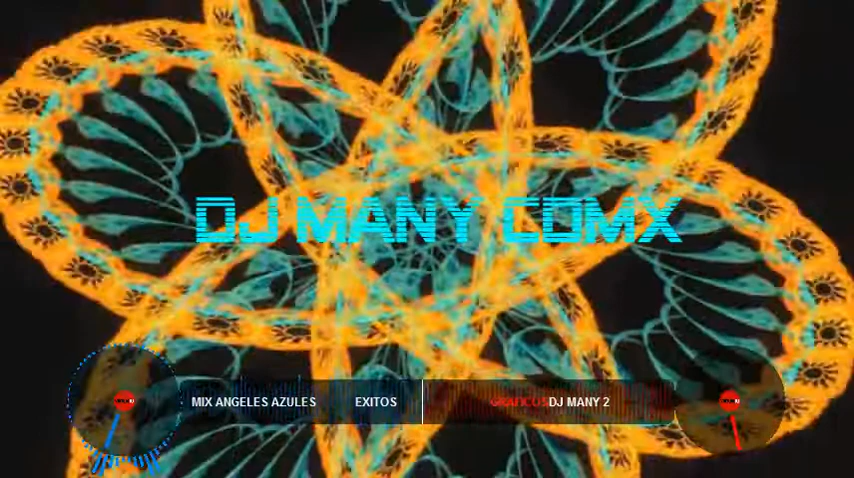 DJ MANY CDMX
MIX ANGELES AZULES EXITOS GRAFICOS DJ MANY 2